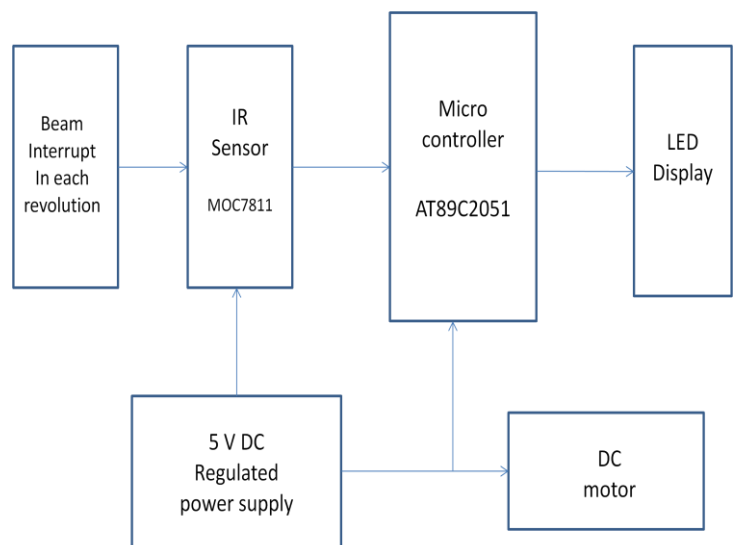 Beam
Interrupt
In each
revolution
IR
Sensor
MOC7811
Micro
controller
AT89C2051
LED
Display
5 V DC
Regulated
power supply
DC
motor